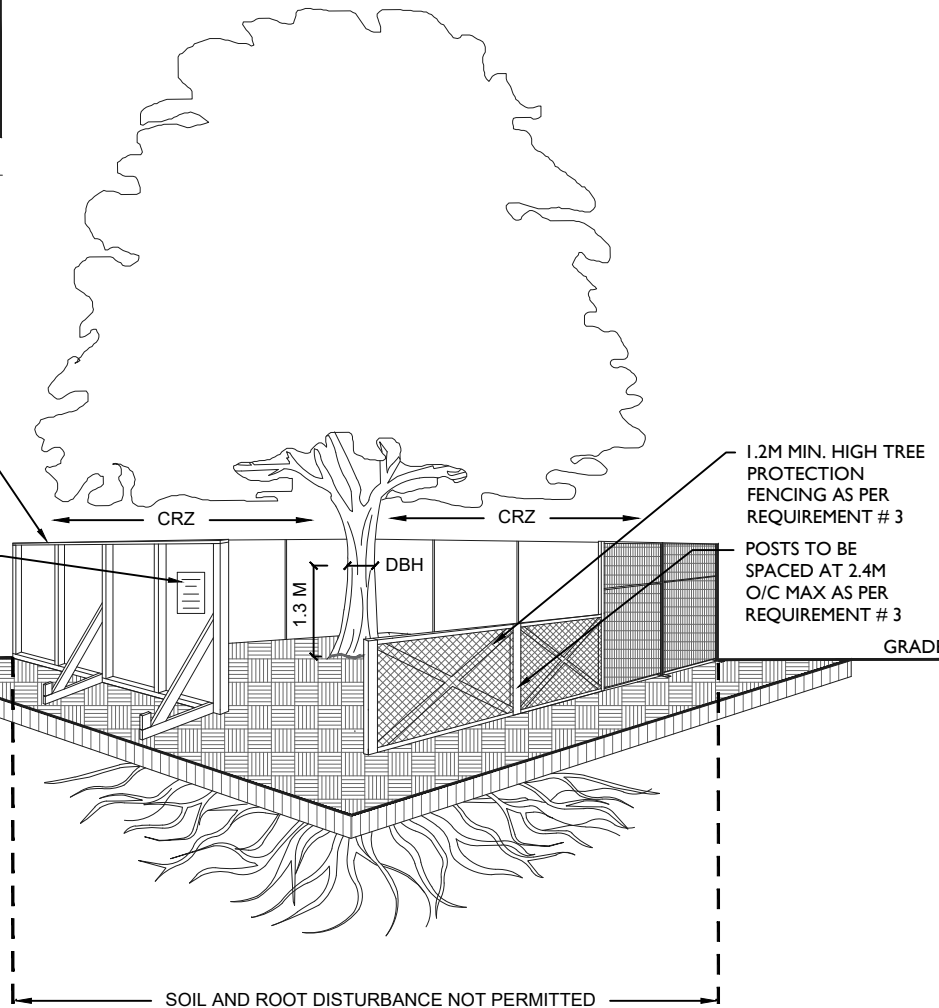 CRZ
CRZ
DBH
1.3 M
1.2M MIN. HIGH TREE
PROTECTION
FENCING AS PER
REQUIREMENT # 3
POSTS TO BE
SPACED AT 2.4M
O/C MAX AS PER
REQUIREMENT # 3
GRADE
SOIL AND ROOT DISTURBANCE NOT PERMITTED